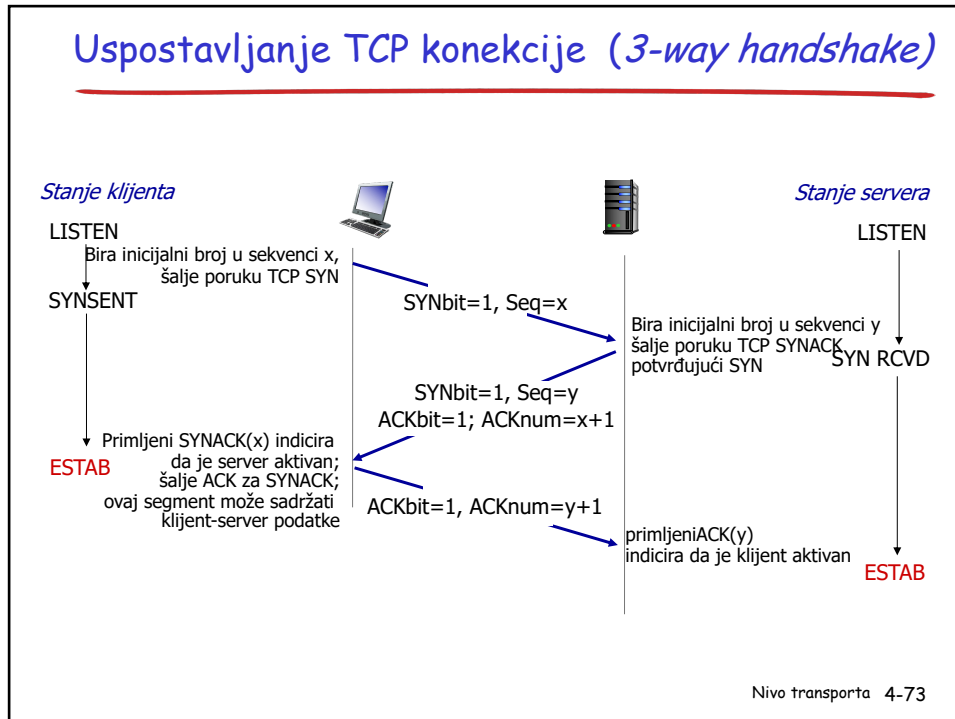 Uspostavljanje TCP konekcije (3-way handshake)
Stanje klijenta
Stanje servera
LISTEN
LISTEN
Bira inicijalni broj u sekvenci x,
šalje poruku TCP SYN
SYNSENT
SYNbit=1, Seq=x
Bira inicijalni broj u sekvenci y
šalje poruku TCP SYNACK,
potvrđujući SYN
SYN RCVD
SYNbit=1, Seq=y
ACKbit=1; ACKnum=x+1
Primljeni SYNACK(x) indicira
da je server aktivan;
šalje ACK za SYNACK;
ovaj segment može sadržati
klijent-server podatke
ESTAB
ACKbit=1, ACKnum=y+1
primljeniACK(y)
indicira da je klijent aktivan
ESTAB
Nivo transporta 4-73